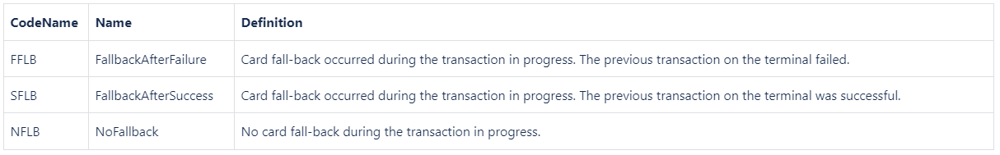 CodeName Name Definition
FFLB FallbackAfterFailure Card fall-back occurred during the transaction in progress. The previous transaction on the terminal failed.
SFLB FallbackAfterSuccess Card fall-back occurred during the transaction in progress. The previous transaction on the terminal was successful.
NFLB NoFallback No card fall-back during the transaction in progress.